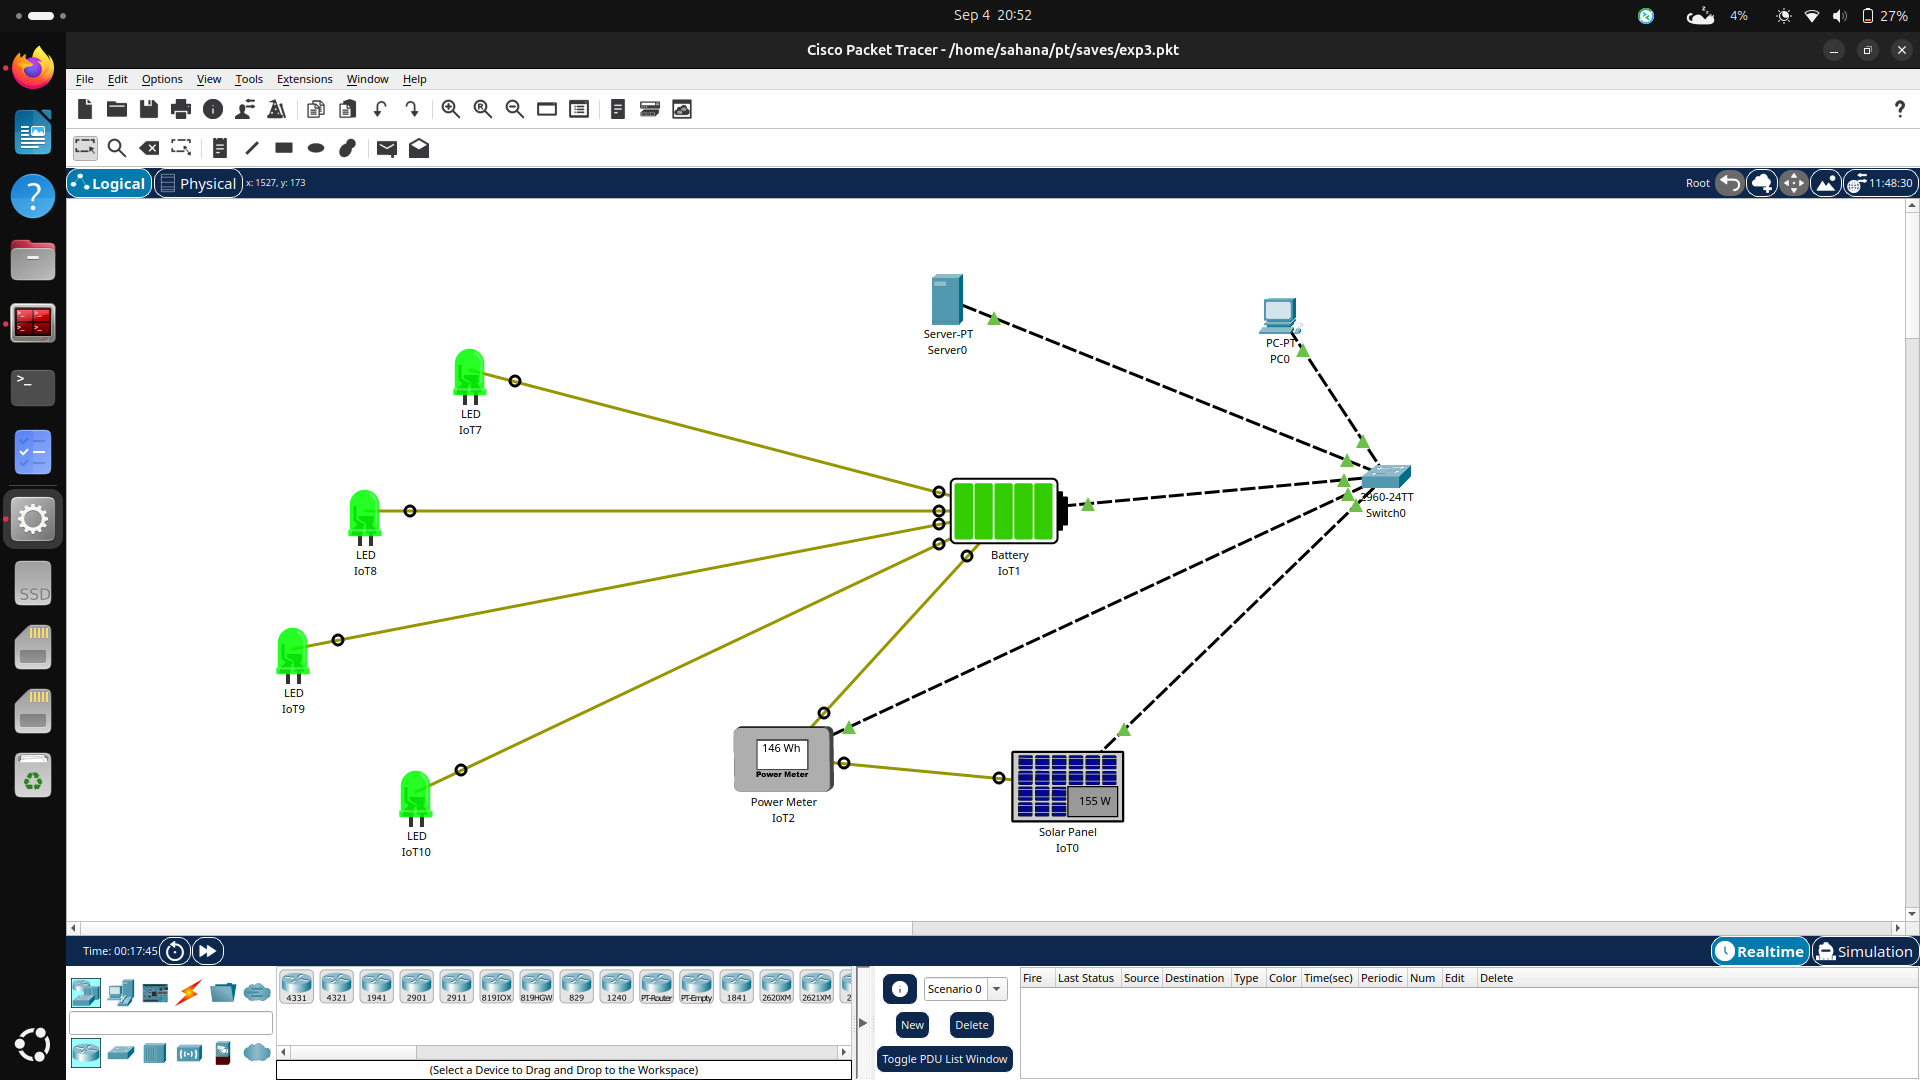 Sep 4 20:52
4%
27%
Cisco Packet Tracer - /home/sahana/pt/saves/exp3.pkt
File Edit Options View Tools Extensions Window Help
Logical
Physical
x: 1527, y: 173
Root
11:48:30
Server-PT
Server0
PC-PT
PC0
LED
IoT7
2960-24TT
Switch0
LED
IoT8
Battery
IoT1
LED
IoT9
146 Wh
Power Meter
Power Meter
IoT2
155 W
Solar Panel
IoT0
LED
IoT10
SSD
Time: 00:17:45
Realtime
Simulation
4331 4321 1941 2901 2911 819IOX 819HGW 829 1240 PT-Router PT-Empty 1841 2620XM 2621XM 2
Scenario 0
New
Delete
Toggle PDU List Window
Fire Last Status Source Destination Type Color Time(sec) Periodic Num Edit Delete
(Select a Device to Drag and Drop to the Workspace)